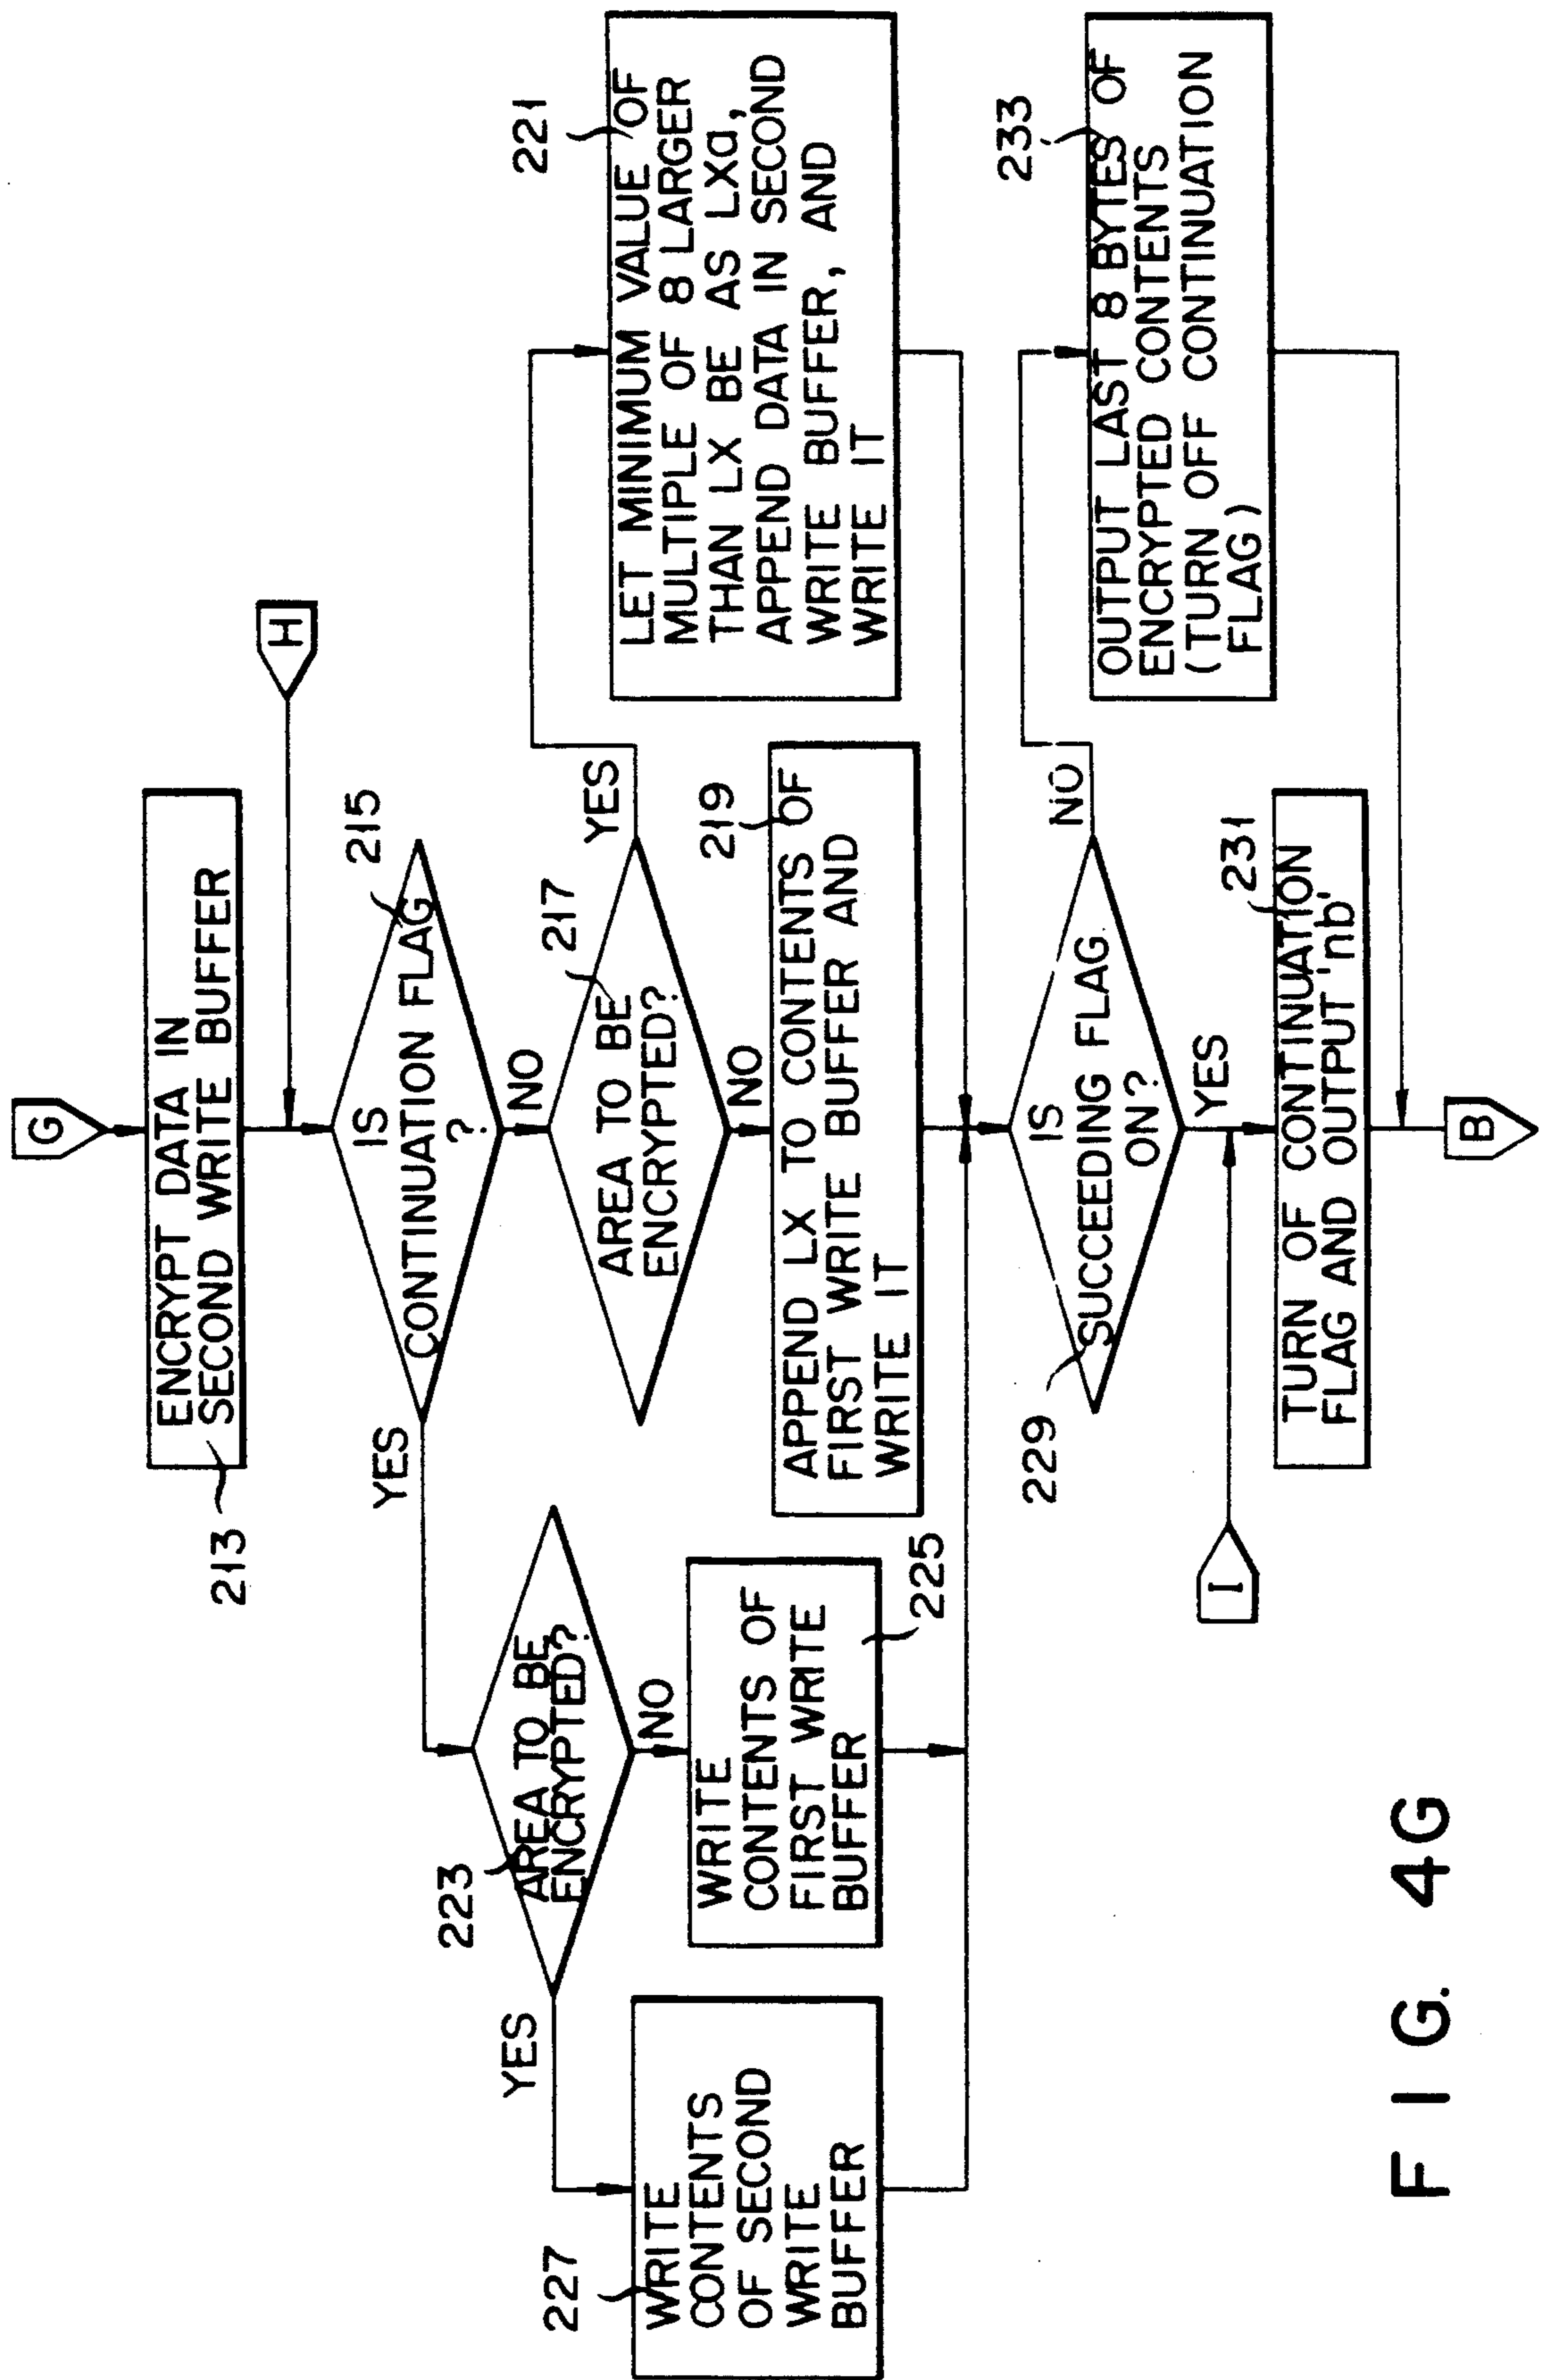 G
ENCRYPT DATA IN
SECOND WRITE BUFFER
213
H
IS
CONTINUATION FLAG
?
215
YES
NO
AREA TO BE
ENCRYPTED?
217
YES
NO
LET MINIMUM VALUE OF
MULTIPLE OF 8 LARGER
THAN LX BE AS LXa,
APPEND DATA IN SECOND
WRITE BUFFER, AND
WRITE IT
221
AREA TO BE
ENCRYPTED?
223
YES
NO
WRITE
CONTENTS
OF SECOND
WRITE
BUFFER
227
WRITE
CONTENTS OF
FIRST WRITE
BUFFER
225
APPEND LX TO CONTENTS OF
FIRST WRITE BUFFER AND
WRITE IT
219
IS
SUCCEEDING FLAG
ON?
229
NO
YES
OUTPUT LAST 8 BYTES OF
ENCRYPTED CONTENTS
(TURN OFF CONTINUATION
FLAG)
233
I
TURN OF CONTINUATION
FLAG AND OUTPUT 'nb'
231
B
FIG. 4G